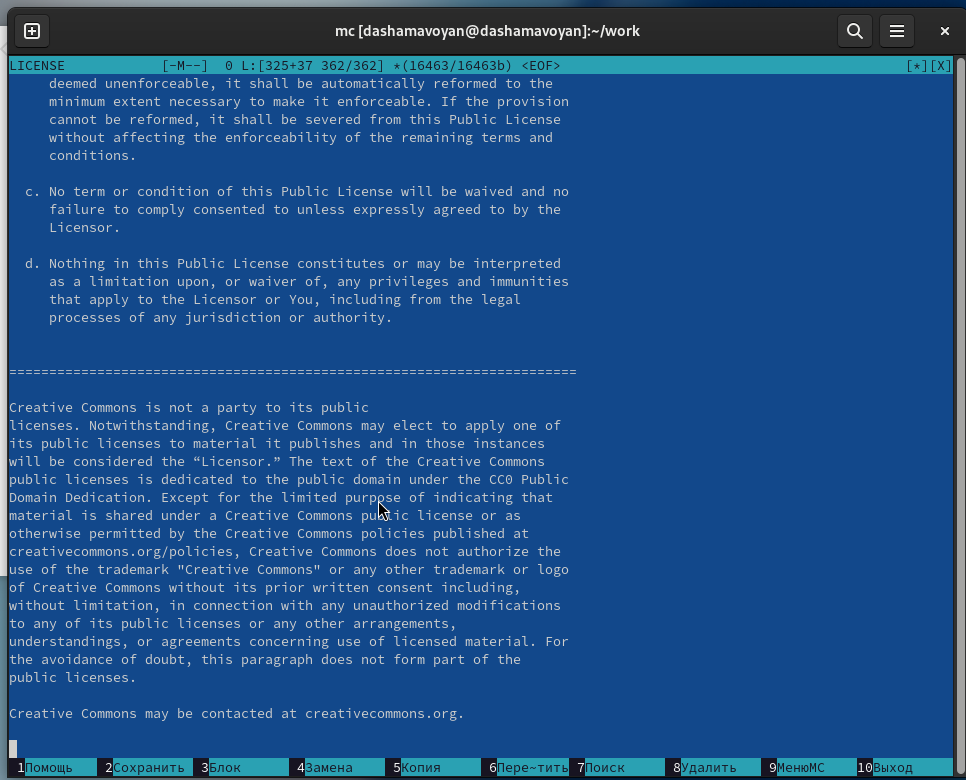 mc [dashamavoyan@dashamavoyan]:~/work
LICENSE [-M--] 0 L:[325+37 362/362] *(16463/16463b) <EOF> [*][X]
deemed unenforceable, it shall be automatically reformed to the
minimum extent necessary to make it enforceable. If the provision
cannot be reformed, it shall be severed from this Public License
without affecting the enforceability of the remaining terms and
conditions.
c. No term or condition of this Public License will be waived and no
failure to comply consented to unless expressly agreed to by the
Licensor.
d. Nothing in this Public License constitutes or may be interpreted
as a limitation upon, or waiver of, any privileges and immunities
that apply to the Licensor or You, including from the legal
processes of any jurisdiction or authority.
=======================================================================
Creative Commons is not a party to its public
licenses. Notwithstanding, Creative Commons may elect to apply one of
its public licenses to material it publishes and in those instances
will be considered the “Licensor.” The text of the Creative Commons
public licenses is dedicated to the public domain under the CC0 Public
Domain Dedication. Except for the limited purpose of indicating that
material is shared under a Creative Commons public license or as
otherwise permitted by the Creative Commons policies published at
creativecommons.org/policies, Creative Commons does not authorize the
use of the trademark "Creative Commons" or any other trademark or logo
of Creative Commons without its prior written consent including,
without limitation, in connection with any unauthorized modifications
to any of its public licenses or any other arrangements,
understandings, or agreements concerning use of licensed material. For
the avoidance of doubt, this paragraph does not form part of the
public licenses.
Creative Commons may be contacted at creativecommons.org.
1Помощь 2Сохранить 3Блок 4Замена 5Копия 6Пере~тить 7Поиск 8Удалить 9МенюMC 10Выход